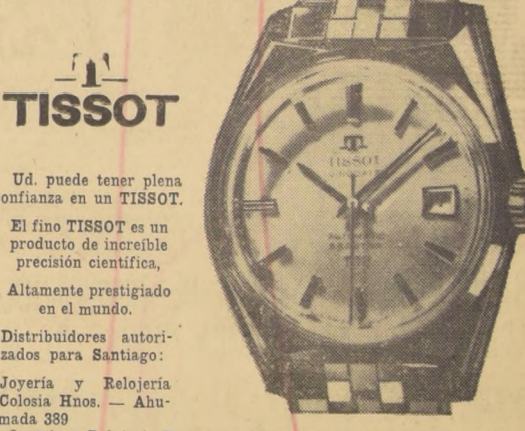 TISSOT
Ud. puede tener plena
onfianza en un TISSOT.
El fino TISSOT es un
producto de increíble
precisión científica,
Altamente prestigiado
en el mundo.
Distribuidores autori-
zados para Santiago:
Joyería y Relojería
Colosia Hnos. — Ahu-
mada 389
TISSOT